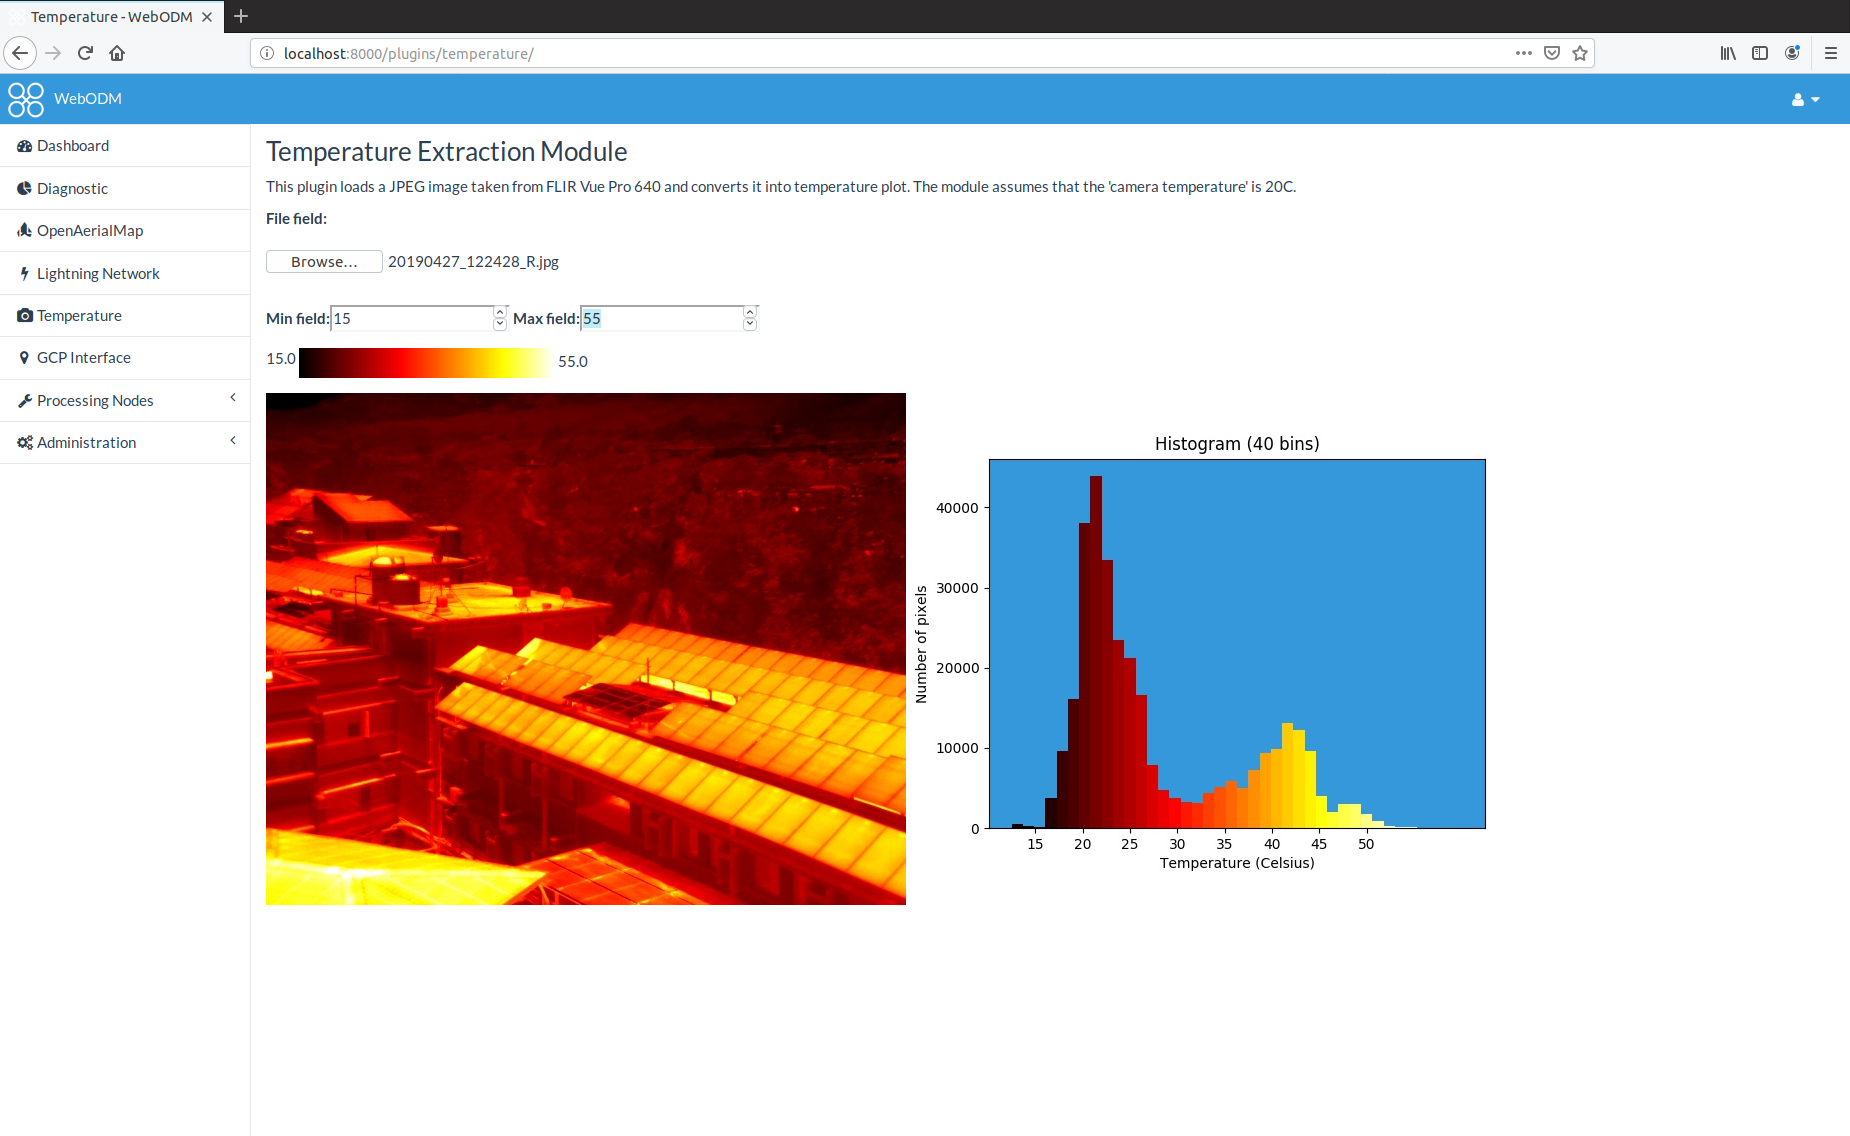 Temperature - WebODM
localhost:8000/plugins/temperature/
WebODM
Dashboard
Diagnostic
OpenAerialMap
Lightning Network
Temperature
GCP Interface
Processing Nodes
Administration
Temperature Extraction Module
This plugin loads a JPEG image taken from FLIR Vue Pro 640 and converts it into temperature plot. The module assumes that the 'camera temperature' is 20C.
File field:
Browse... 20190427_122428_R.jpg
Min field: 15 Max field: 55
15.0 55.0
Histogram (40 bins)
Number of pixels
40000
30000
20000
10000
0
15 20 25 30 35 40 45 50
Temperature (Celsius)